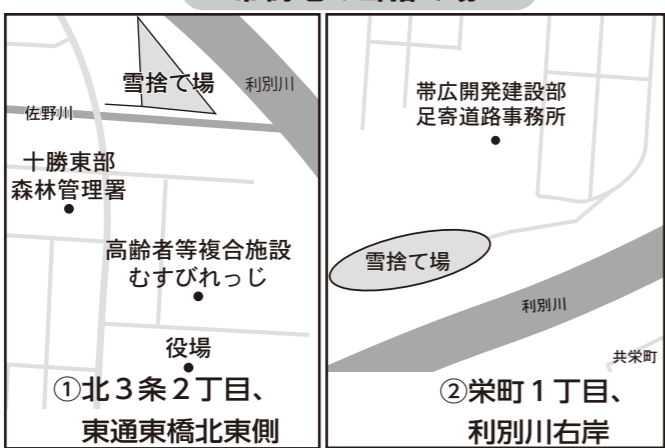 雪捨て場
利別川
佐野川
十勝東部
森林管理署
高齢者等複合施設
むすびれっじ
役場
①北3条2丁目、
東通東橋北東側
帯広開発建設部
足寄道路事務所
雪捨て場
利別川
共栄町
②栄町1丁目、
利別川右岸